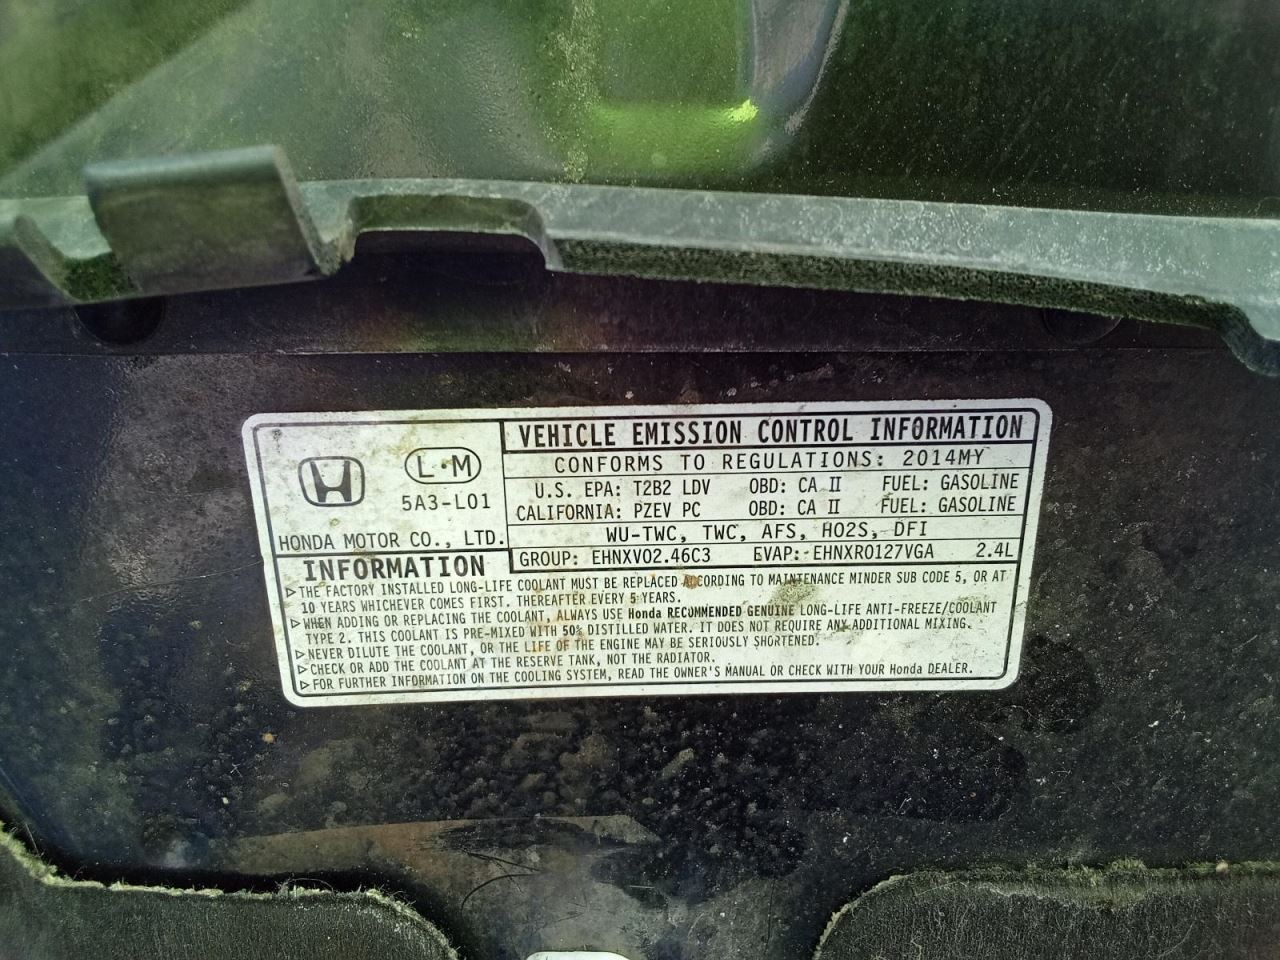 VEHICLE EMISSION CONTROL INFORMATION
L·M
5A3-L01
HONDA MOTOR CO., LTD.
CONFORMS TO REGULATIONS: 2014MY
U.S. EPA: T2B2 LDV OBD: CA II FUEL: GASOLINE
CALIFORNIA: PZEV PC OBD: CA II FUEL: GASOLINE
WU-TWC, TWC, AFS, HO2S, DFI
GROUP: EHNXV02.46C3 EVAP: EHNXR0127VGA 2.4L
INFORMATION
▷ THE FACTORY INSTALLED LONG-LIFE COOLANT MUST BE REPLACED ACCORDING TO MAINTENANCE MINDER SUB CODE 5, OR AT
10 YEARS WHICHEVER COMES FIRST. THEREAFTER EVERY 5 YEARS.
▷ WHEN ADDING OR REPLACING THE COOLANT, ALWAYS USE Honda RECOMMENDED GENUINE LONG-LIFE ANTI-FREEZE/COOLANT
TYPE 2. THIS COOLANT IS PRE-MIXED WITH 50% DISTILLED WATER. IT DOES NOT REQUIRE ANY ADDITIONAL MIXING.
▷ NEVER DILUTE THE COOLANT, OR THE LIFE OF THE ENGINE MAY BE SERIOUSLY SHORTENED.
▷ CHECK OR ADD THE COOLANT AT THE RESERVE TANK, NOT THE RADIATOR.
▷ FOR FURTHER INFORMATION ON THE COOLING SYSTEM, READ THE OWNER'S MANUAL OR CHECK WITH YOUR Honda DEALER.